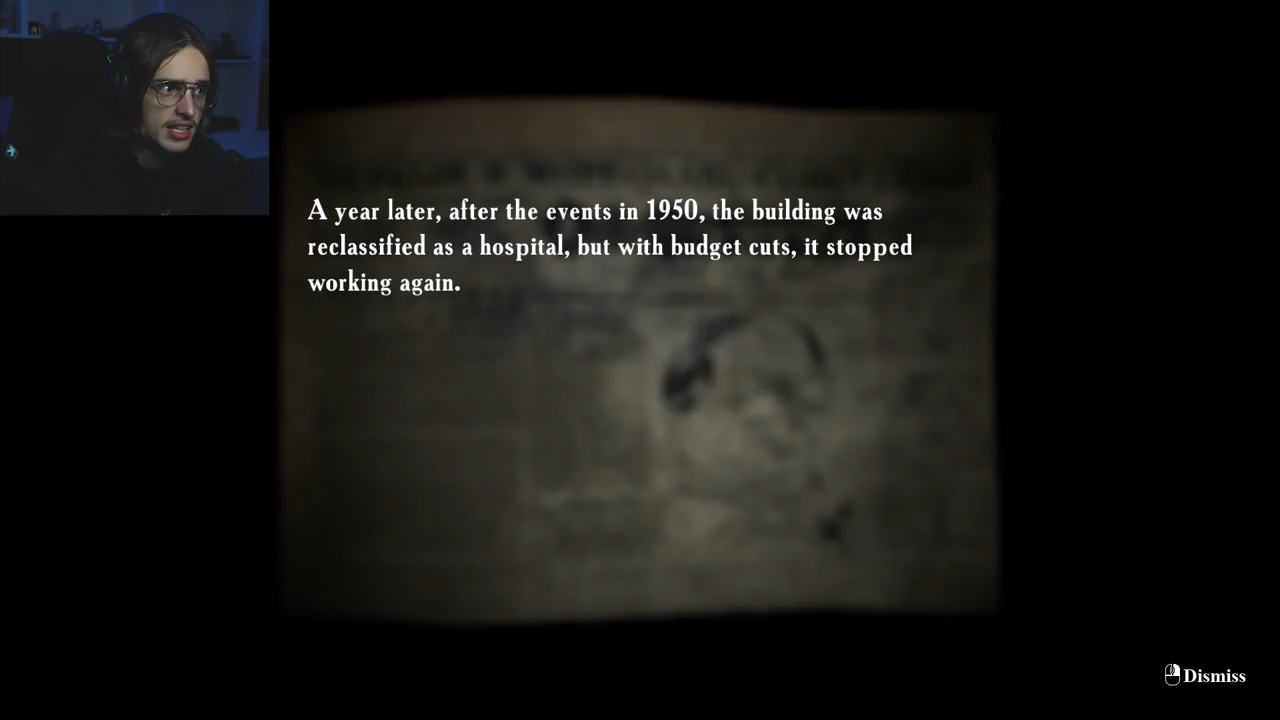 A year later, after the events in 1950, the building was
reclassified as a hospital, but with budget cuts, it stopped
working again.
Dismiss